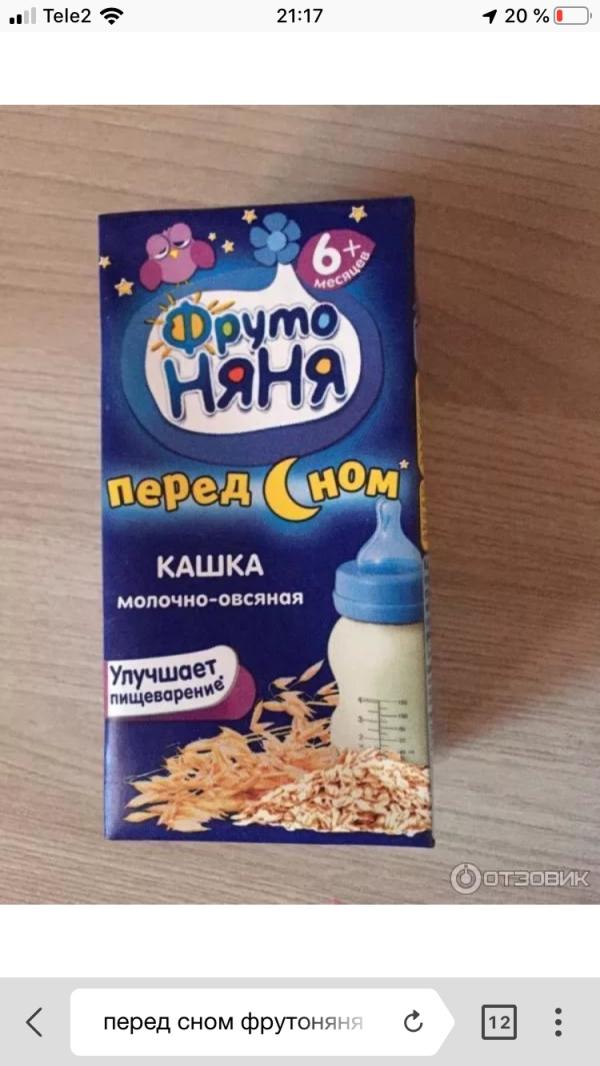 Tele2
21:17
20 %
6+
месяцев
Фруто
НЯНЯ
перед сном*
КАШКА
молочно-овсяная
Улучшает
пищеварение*
ОТЗОВИК
перед сном фрутоняня
12